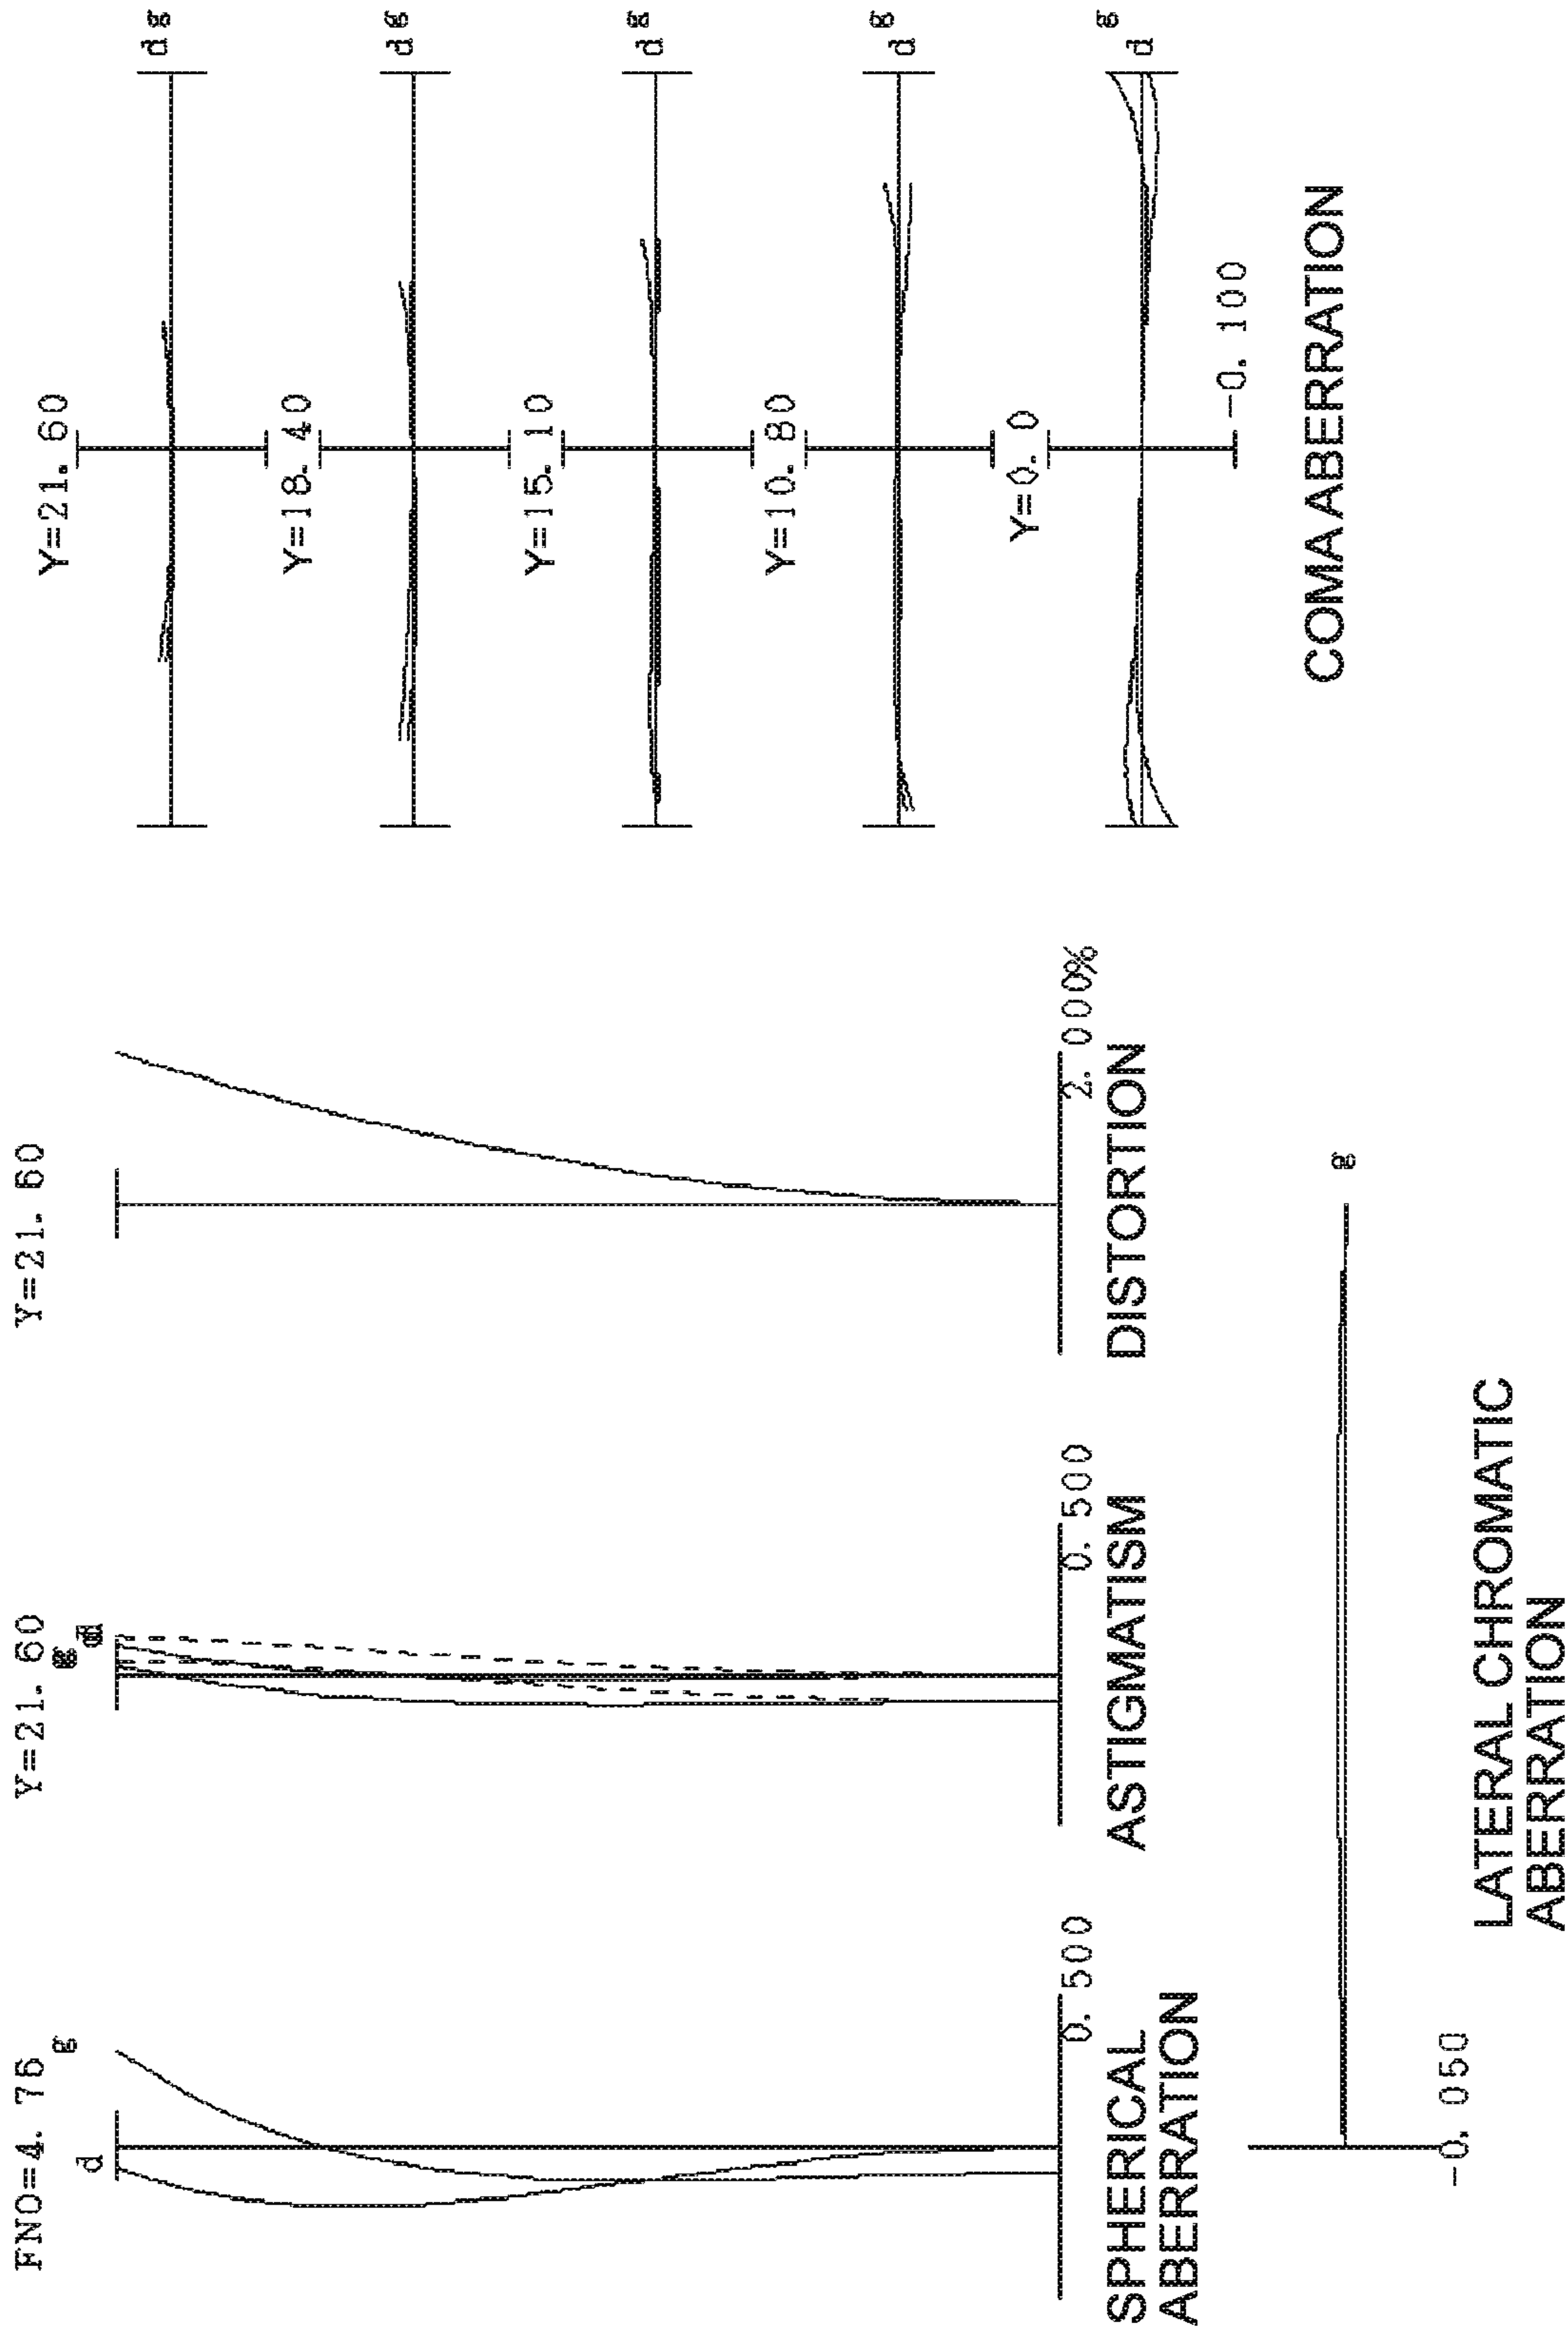 FNO=4. 76
d
g
SPHERICAL
ABERRATION
0. 500
Y=21. 60
g
d
ASTIGMATISM
0. 500
Y=21. 60
DISTORTION
2. 000%
-0. 050
g
LATERAL CHROMATIC
ABERRATION
Y=21. 60
d g
Y=18. 40
d g
Y=15. 10
d g
Y=10. 80
d g
Y=0. 0
d g
-0. 100
COMA ABERRATION